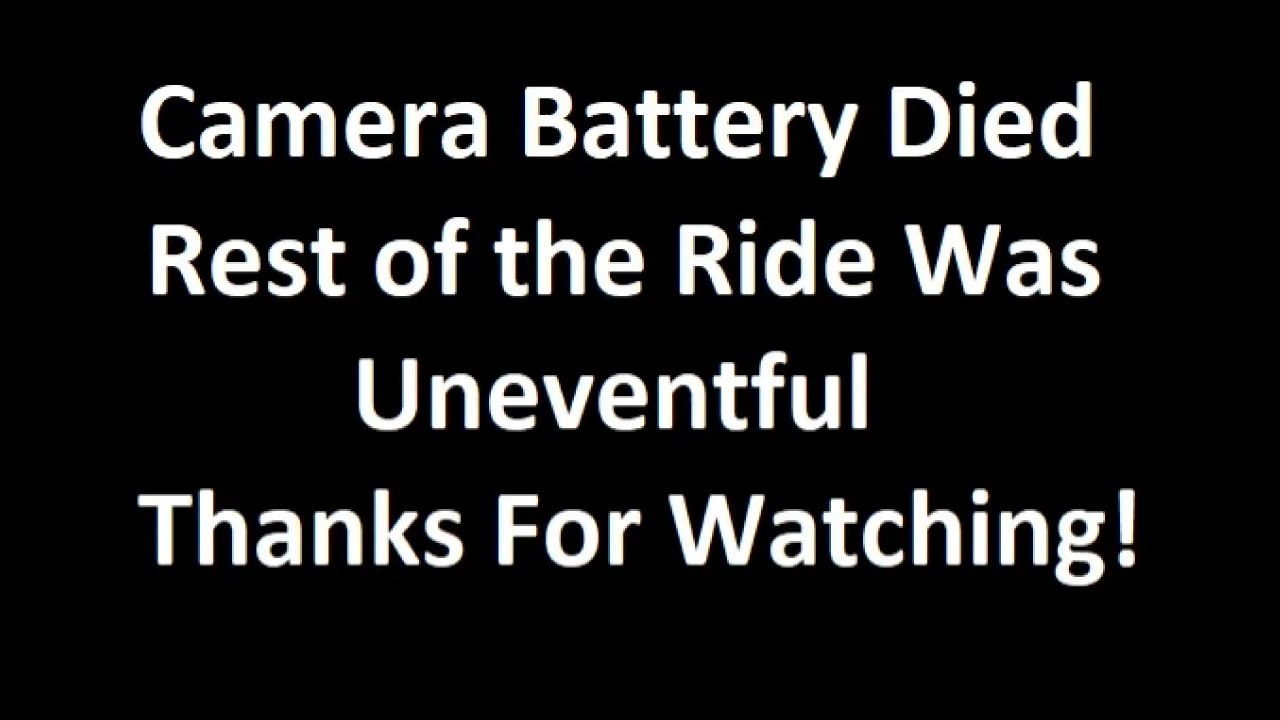 Camera Battery Died
Rest of the Ride Was
Uneventful
Thanks For Watching!